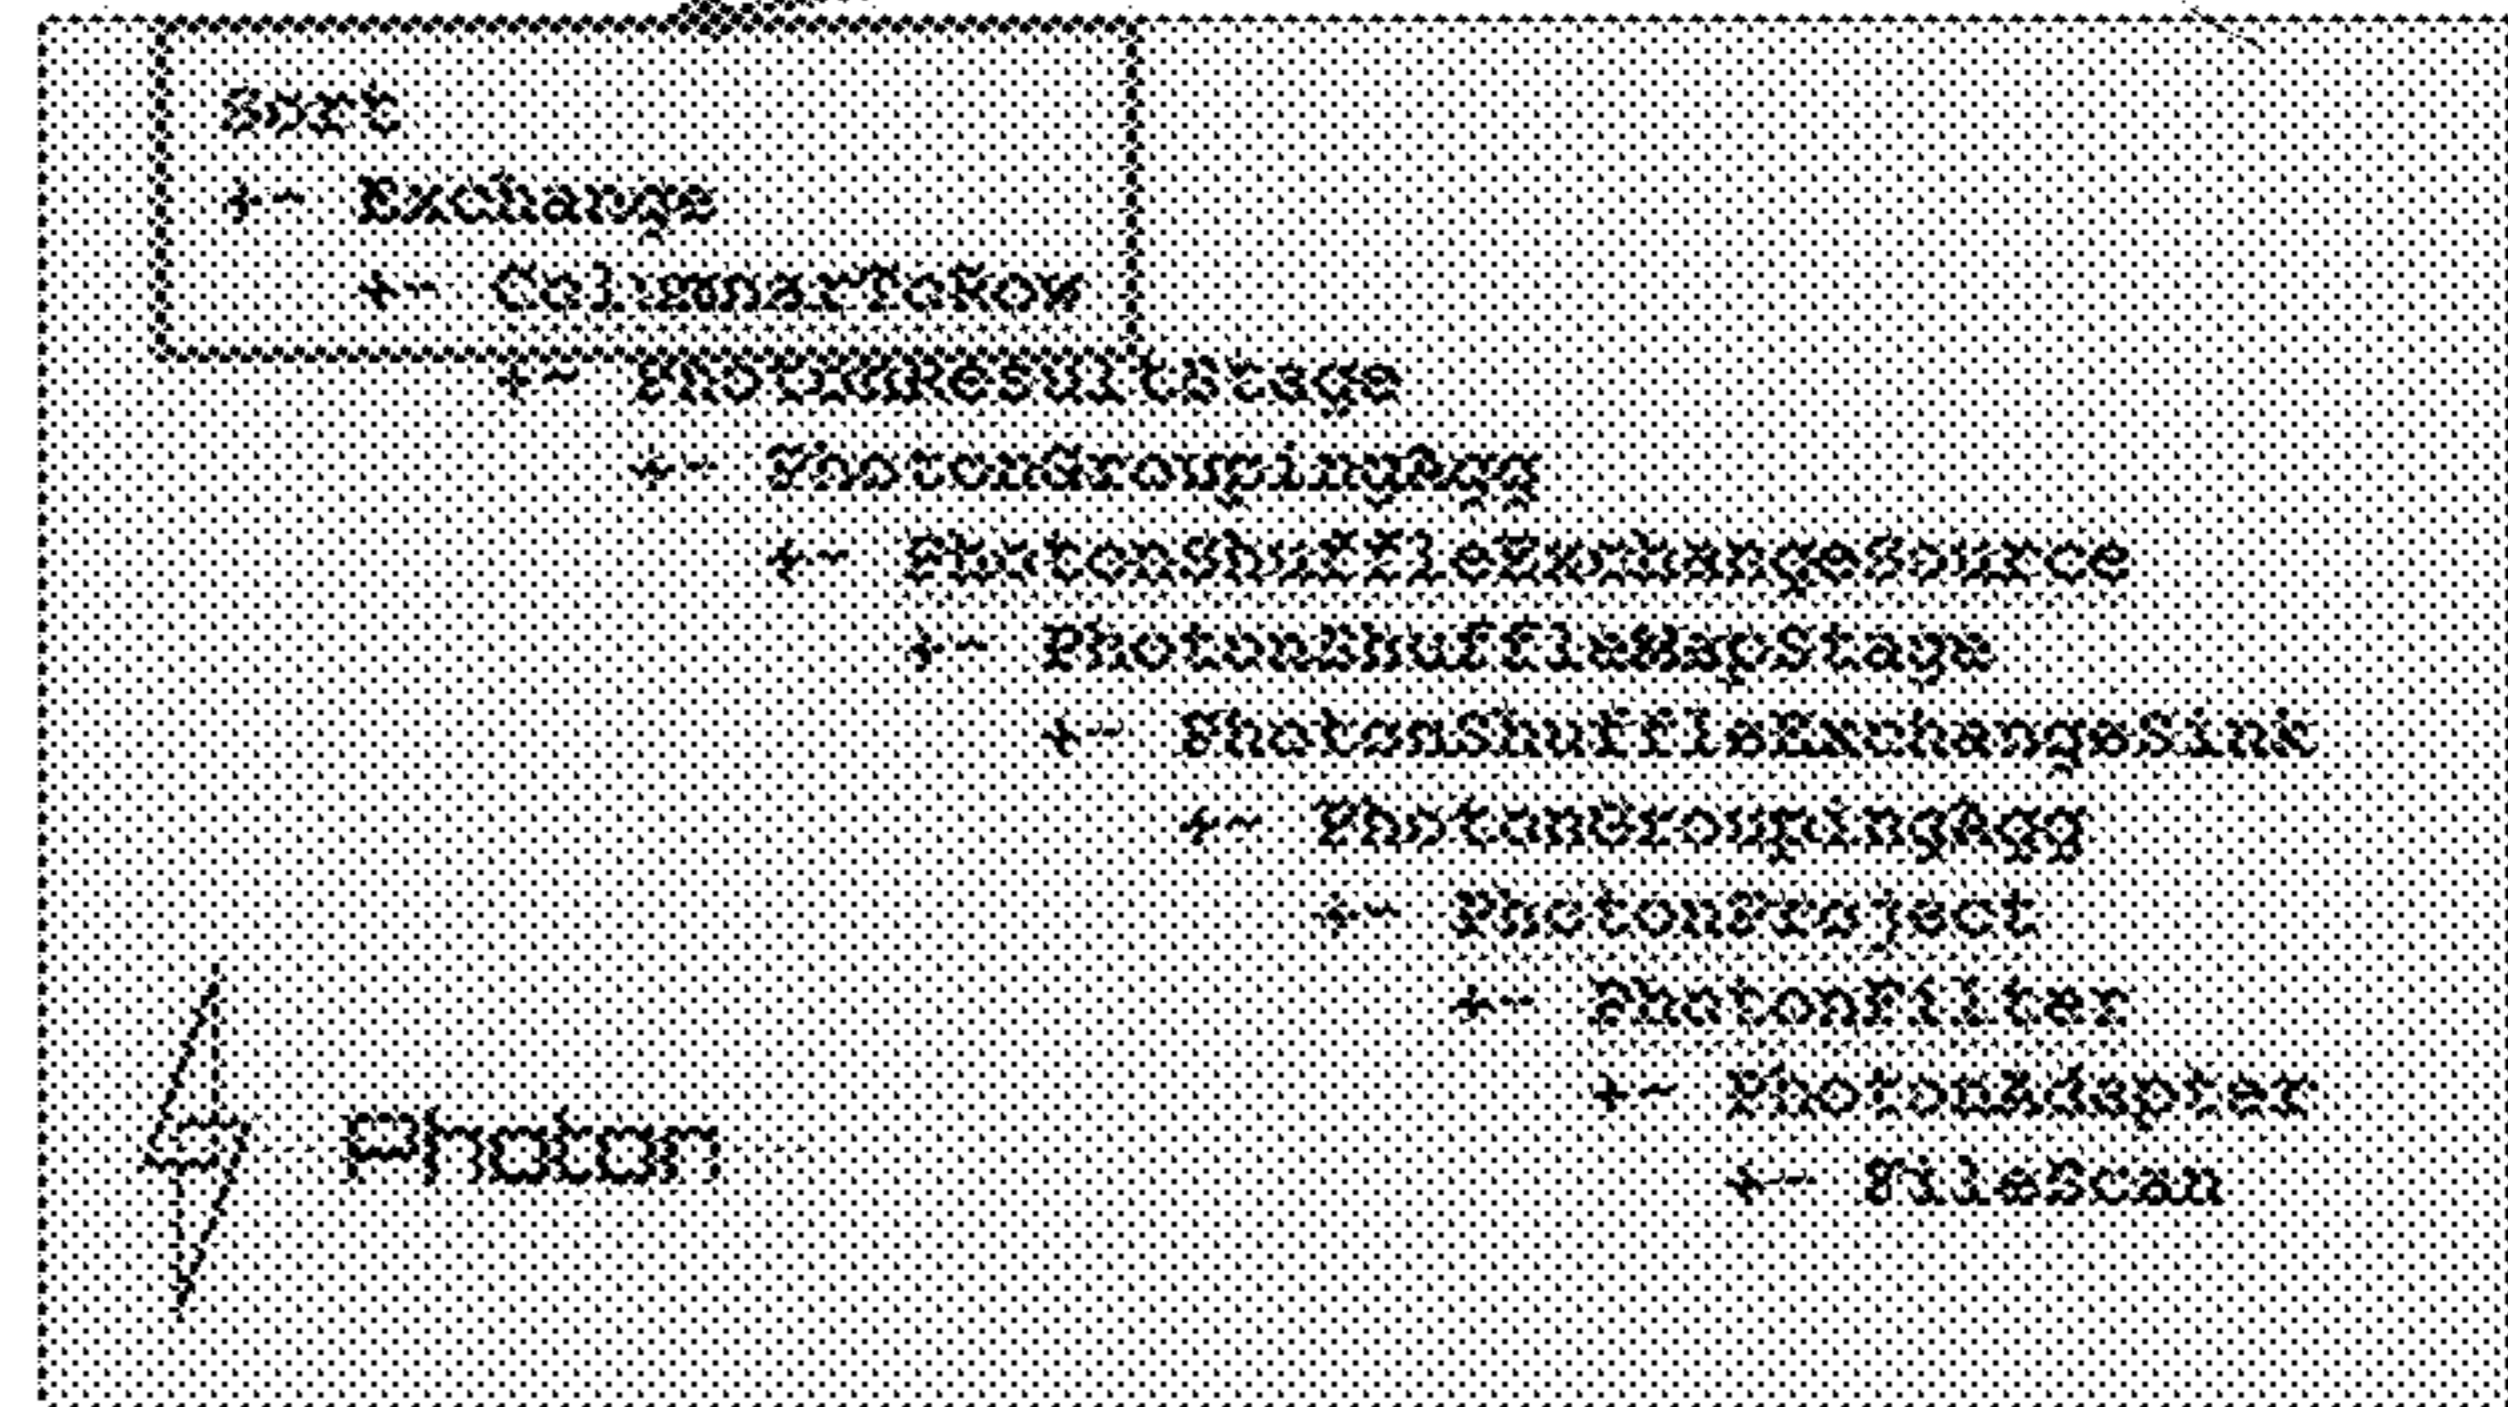 Sort
+- Exchange
+- ColumnarToRow
+- PhotonResultStage
+- PhotonGroupingAgg
+- PhotonShuffleExchangeSource
+- PhotonShuffleMapStage
+- PhotonShuffleExchangeSink
+- PhotonGroupingAgg
+- PhotonProject
+- PhotonFilter
+- PhotonAdapter
+- FileScan
Photon